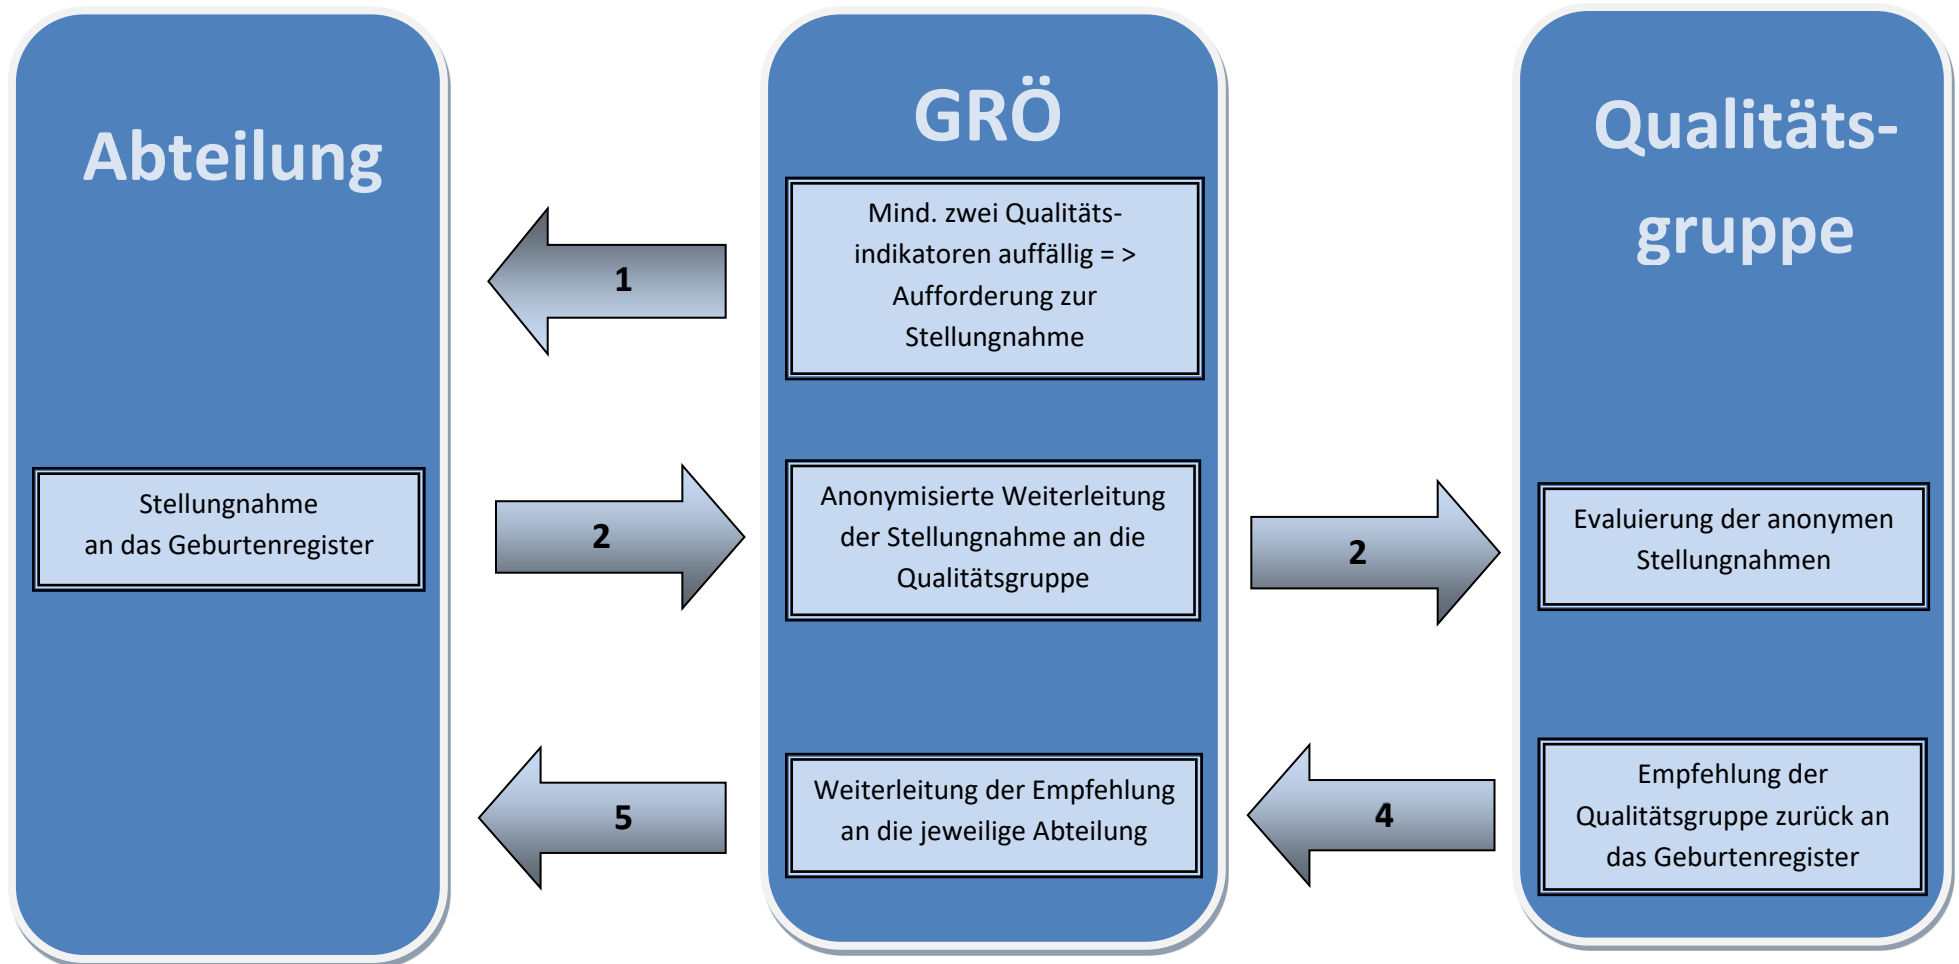 Abteilung
Stellungnahme
an das Geburtenregister
1
2
5
GRÖ
Mind. zwei Qualitäts-
indikatoren auffällig = >
Aufforderung zur
Stellungnahme
Anonymisierte Weiterleitung
der Stellungnahme an die
Qualitätsgruppe
Weiterleitung der Empfehlung
an die jeweilige Abteilung
2
4
Qualitäts-
gruppe
Evaluierung der anonymen
Stellungnahmen
Empfehlung der
Qualitätsgruppe zurück an
das Geburtenregister